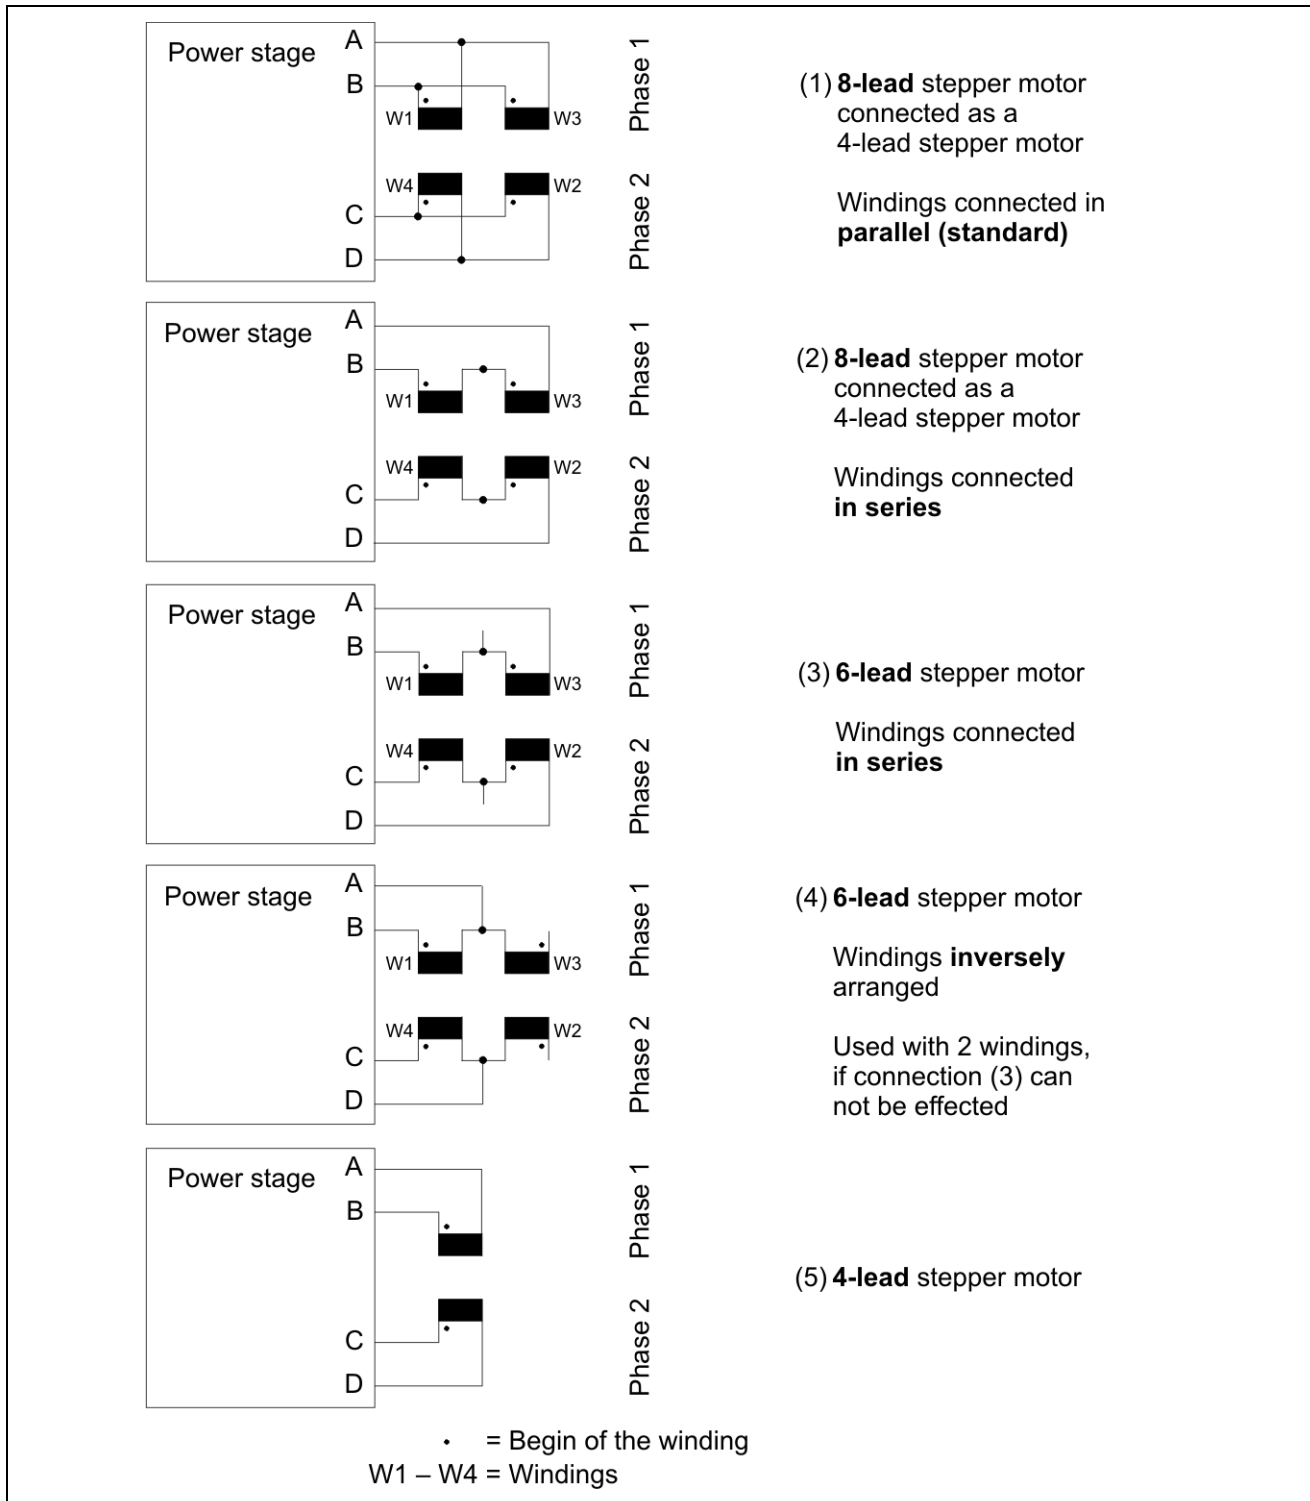 Power stage
A
B
W1
W3
Phase 1
W4
W2
C
D
Phase 2
(1) 8-lead stepper motor
connected as a
4-lead stepper motor
Windings connected in
parallel (standard)
Power stage
A
B
W1
W3
Phase 1
W4
W2
C
D
Phase 2
(2) 8-lead stepper motor
connected as a
4-lead stepper motor
Windings connected
in series
Power stage
A
B
W1
W3
Phase 1
W4
W2
C
D
Phase 2
(3) 6-lead stepper motor
Windings connected
in series
Power stage
A
B
W1
W3
Phase 1
W4
W2
C
D
Phase 2
(4) 6-lead stepper motor
Windings inversely
arranged
Used with 2 windings,
if connection (3) can
not be effected
Power stage
A
B
Phase 1
C
D
Phase 2
(5) 4-lead stepper motor
• = Begin of the winding
W1 – W4 = Windings